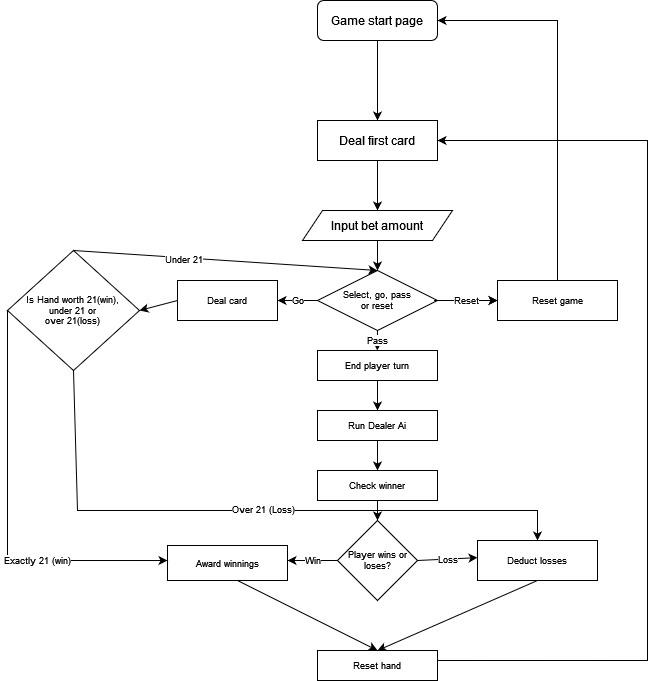 Game start page
Deal first card
Input bet amount
Under 21
Is Hand worth 21(win),
under 21 or
over 21(loss)
Deal card
Go
Select, go, pass
or reset
Reset
Reset game
Pass
End player turn
Run Dealer Ai
Check winner
Over 21 (Loss)
Exactly 21 (win)
Award winnings
Win
Player wins or
loses?
Loss
Deduct losses
Reset hand